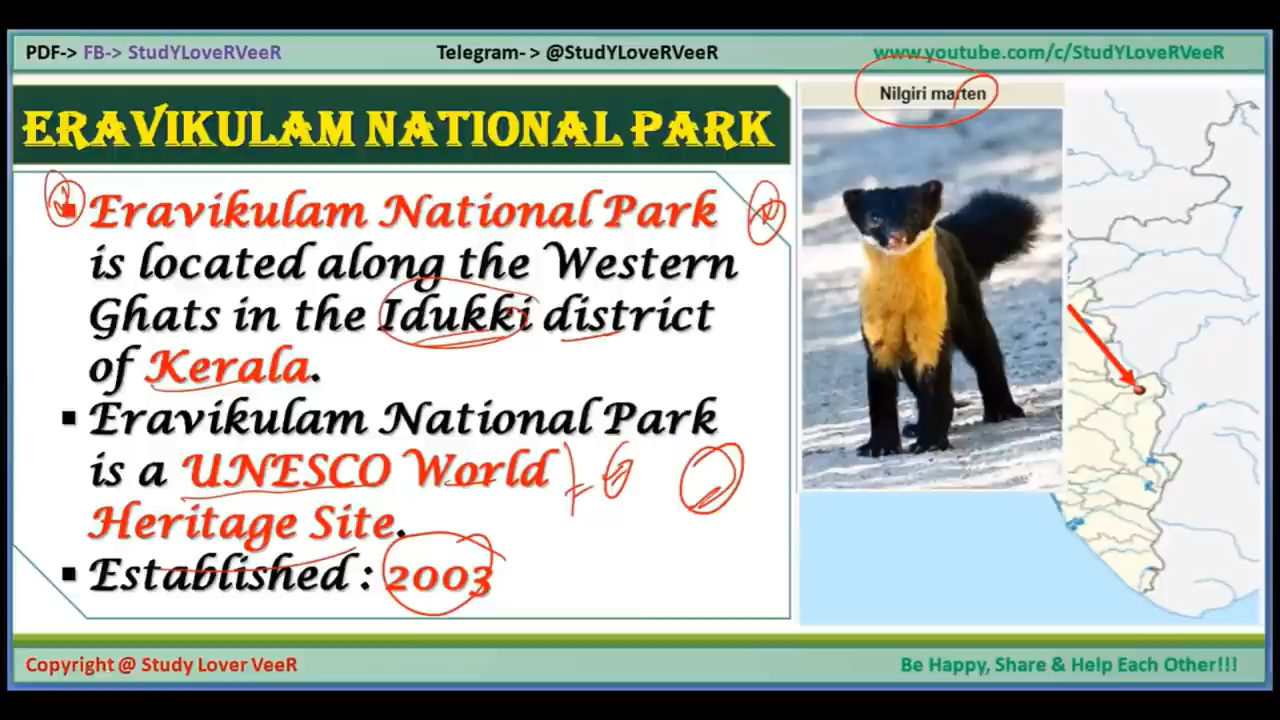 PDF-> FB-> StudYLoveRVeeR
Telegram-> @StudYLoveRVeeR
www.youtube.com/c/StudYLoveRVeeR
ERAVIKULAM NATIONAL PARK
Nilgiri marten
Eravikulam National Park
is located along the Western
Ghats in the Idukki district
of Kerala.
Eravikulam National Park
is a UNESCO World
Heritage Site.
Established : 2003
Copyright @ Study Lover VeeR
Be Happy, Share & Help Each Other!!!